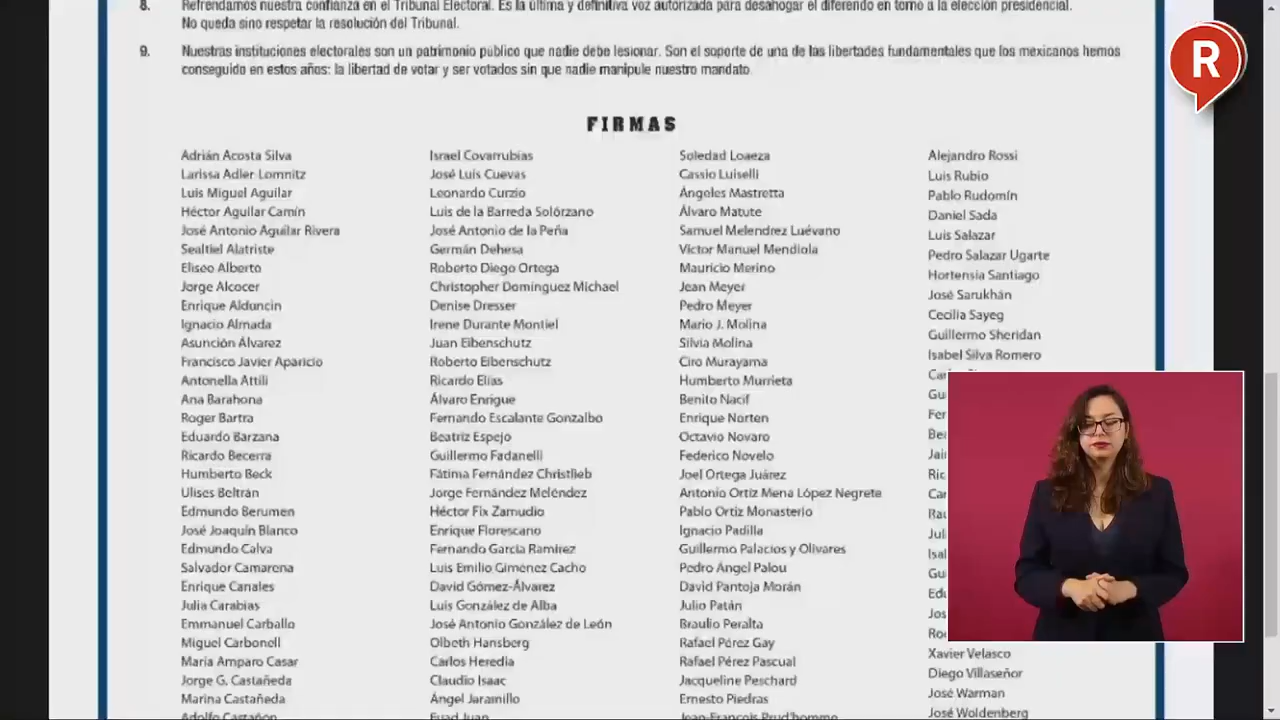 8. Refrendamos nuestra confianza en el Tribunal Electoral. Es la última y definitiva voz autorizada para desahogar el diferendo en torno a la elección presidencial.
No queda sino respetar la resolución del Tribunal.
9. Nuestras instituciones electorales son un patrimonio publico que nadie debe lesionar. Son el soporte de una de las libertades fundamentales que los mexicanos hemos
conseguido en estos años: la libertad de votar y ser votados sin que nadie manipule nuestro mandato.
R
FIRMAS
Adrián Acosta Silva
Larissa Adler-Lomnitz
Luis Miguel Aguilar
Héctor Aguilar Camín
José Antonio Aguilar Rivera
Sealtiel Alatriste
Eliseo Alberto
Jorge Alcocer
Enrique Alduncin
Ignacio Almada
Asunción Álvarez
Francisco Javier Aparicio
Antonella Attili
Ana Barahona
Roger Bartra
Eduardo Barzana
Ricardo Becerra
Humberto Beck
Ulises Beltrán
Edmundo Berumen
José Joaquín Blanco
Edmundo Calva
Salvador Camarena
Enrique Canales
Julia Carabias
Emmanuel Carballo
Miguel Carbonell
María Amparo Casar
Jorge G. Castañeda
Marina Castañeda
Adolfo Castañon
Israel Covarrubias
José Luis Cuevas
Leonardo Curzio
Luis de la Barreda Solórzano
José Antonio de la Peña
Germán Dehesa
Roberto Diego Ortega
Christopher Domínguez Michael
Denise Dresser
Irene Durante Montiel
Juan Eibenschutz
Roberto Eibenschutz
Ricardo Elías
Álvaro Enrigue
Fernando Escalante Gonzalbo
Beatriz Espejo
Guillermo Fadanelli
Fátima Fernández Christlieb
Jorge Fernández Meléndez
Héctor Fix Zamudio
Enrique Florescano
Fernando García Ramírez
Luis Emilio Giménez Cacho
David Gómez-Álvarez
Luis González de Alba
José Antonio González de León
Olbeth Hansberg
Carlos Heredia
Claudio Isaac
Ángel Jaramillo
Fuad Juan
Soledad Loaeza
Cassio Luiselli
Ángeles Mastretta
Álvaro Matute
Samuel Melendrez Luévano
Víctor Manuel Mendiola
Mauricio Merino
Jean Meyer
Pedro Meyer
Mario J. Molina
Silvia Molina
Ciro Murayama
Humberto Murrieta
Benito Nacif
Enrique Norten
Octavio Novaro
Federico Novelo
Joel Ortega Juárez
Antonio Ortiz Mena López Negrete
Pablo Ortiz Monasterio
Ignacio Padilla
Guillermo Palacios y Olivares
Pedro Ángel Palou
David Pantoja Morán
Julio Patán
Braulio Peralta
Rafael Pérez Gay
Rafael Pérez Pascual
Jacqueline Peschard
Ernesto Piedras
Jean-François Prud'homme
Alejandro Rossi
Luis Rubio
Pablo Rudomín
Daniel Sada
Luis Salazar
Pedro Salazar Ugarte
Hortensia Santiago
José Sarukhán
Cecilia Sayeg
Guillermo Sheridan
Isabel Silva Romero
Xavier Velasco
Diego Villaseñor
José Warman
José Woldenberg